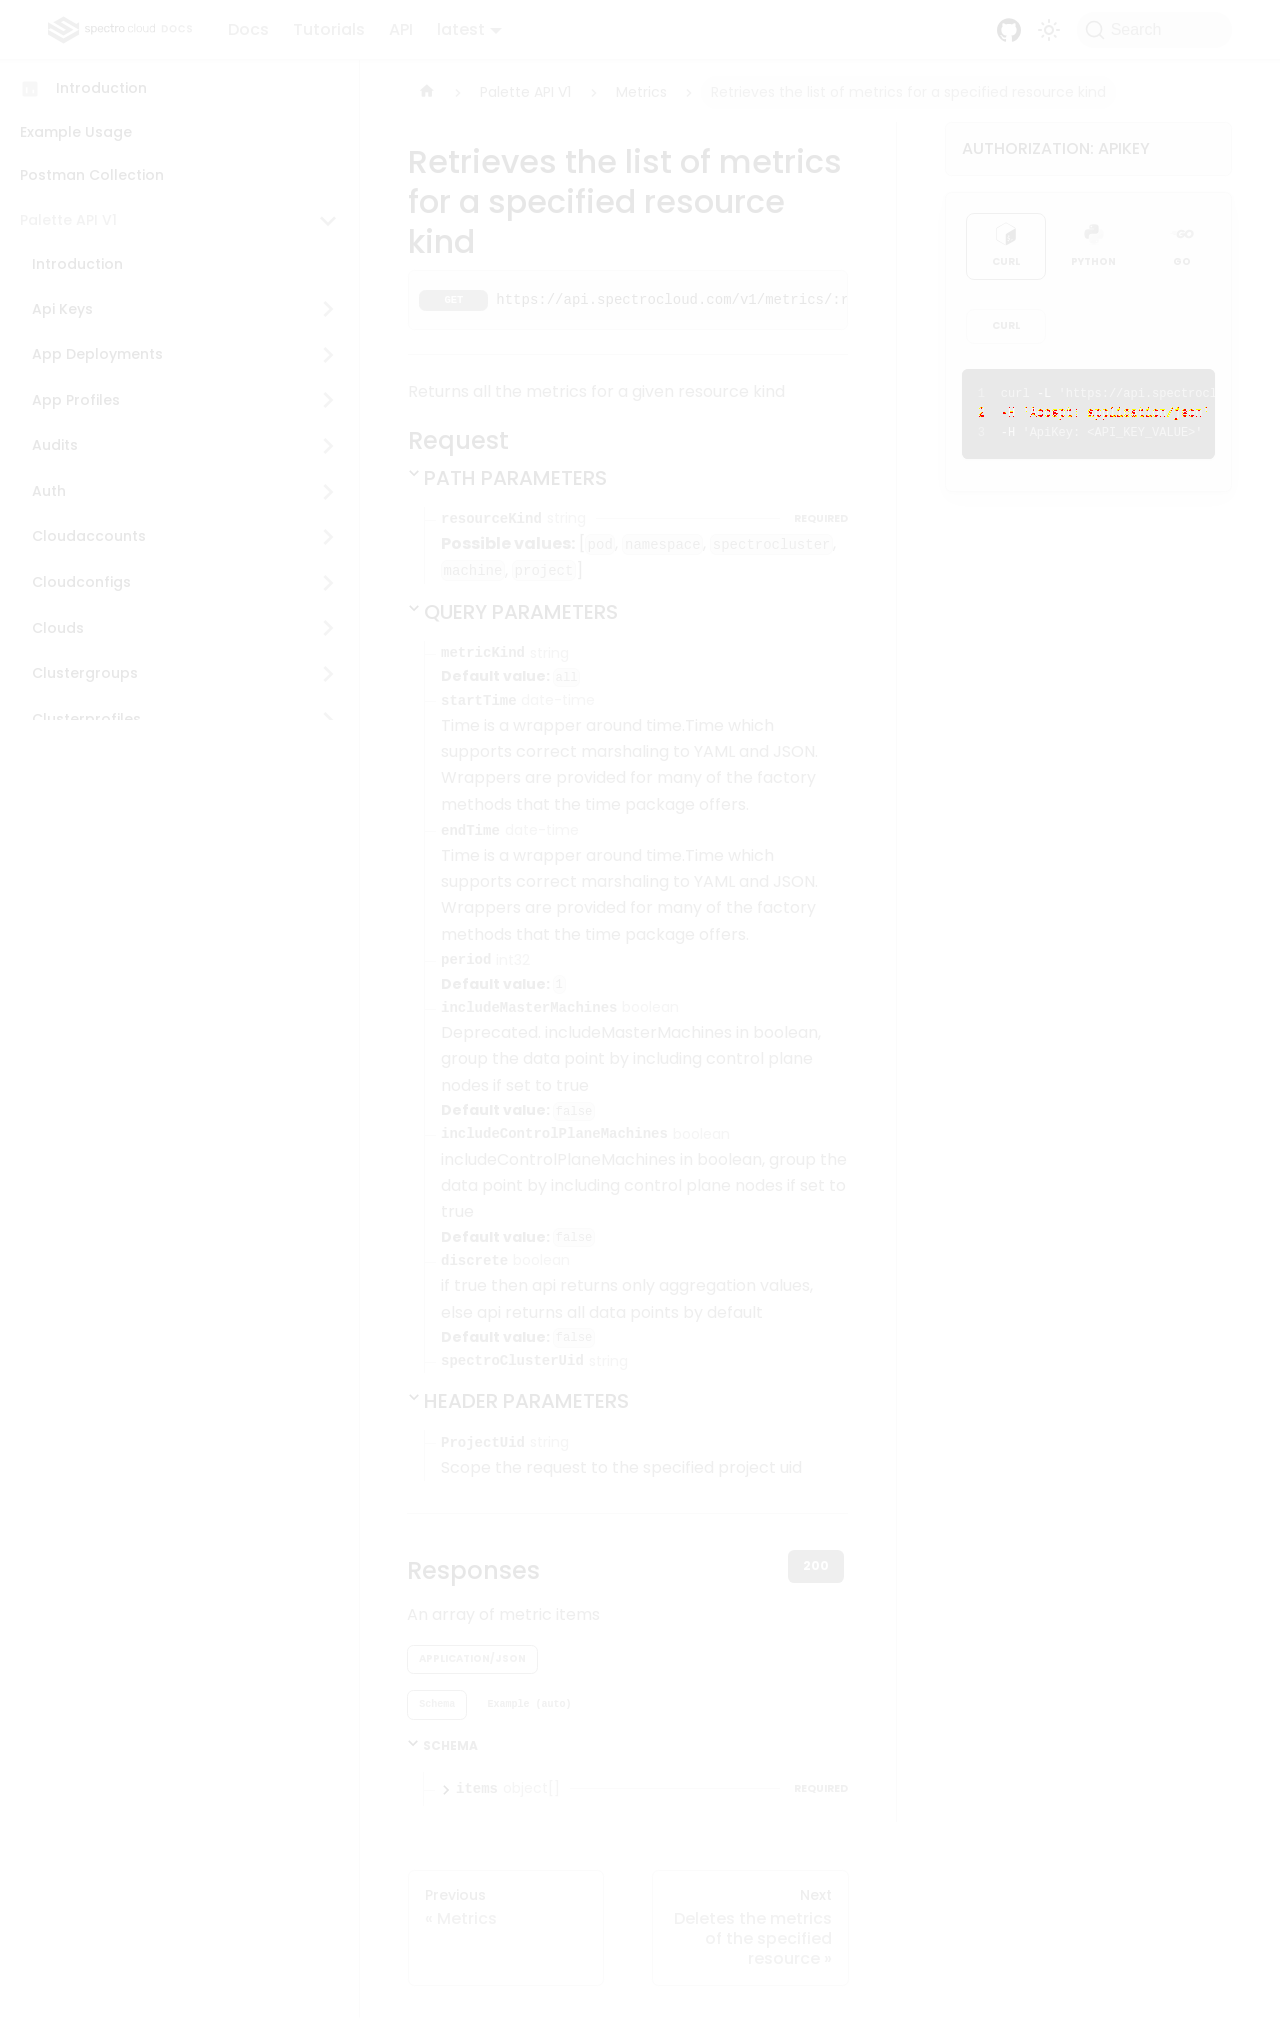 spectro cloud DOCS Docs Tutorials API latest Search
Introduction
Example Usage
Postman Collection
Palette API V1
Introduction
Api Keys
App Deployments
App Profiles
Audits
Auth
Cloudaccounts
Cloudconfigs
Clouds
Clustergroups
Clusterprofiles
Palette API V1 Metrics Retrieves the list of metrics for a specified resource kind
Retrieves the list of metrics
for a specified resource
kind
GET https://api.spectrocloud.com/v1/metrics/:r
Returns all the metrics for a given resource kind
Request
PATH PARAMETERS
resourceKind string REQUIRED
Possible values: [pod, namespace, spectrocluster,
machine, project]
QUERY PARAMETERS
metricKind string
Default value: all
startTime date-time
Time is a wrapper around time.Time which
supports correct marshaling to YAML and JSON.
Wrappers are provided for many of the factory
methods that the time package offers.
endTime date-time
Time is a wrapper around time.Time which
supports correct marshaling to YAML and JSON.
Wrappers are provided for many of the factory
methods that the time package offers.
period int32
Default value: 1
includeMasterMachines boolean
Deprecated. includeMasterMachines in boolean,
group the data point by including control plane
nodes if set to true
Default value: false
includeControlPlaneMachines boolean
includeControlPlaneMachines in boolean, group the
data point by including control plane nodes if set to
true
Default value: false
discrete boolean
if true then api returns only aggregation values,
else api returns all data points by default
Default value: false
spectroClusterUid string
HEADER PARAMETERS
ProjectUid string
Scope the request to the specified project uid
Responses 200
An array of metric items
APPLICATION/JSON
Schema Example (auto)
SCHEMA
items object[] REQUIRED
Previous
« Metrics
Next
Deletes the metrics
of the specified
resource »
AUTHORIZATION: APIKEY
CURL PYTHON GO
CURL
1 curl -L 'https://api.spectrocl
2 -H 'Accept: application/json'
3 -H 'ApiKey: <API_KEY_VALUE>'